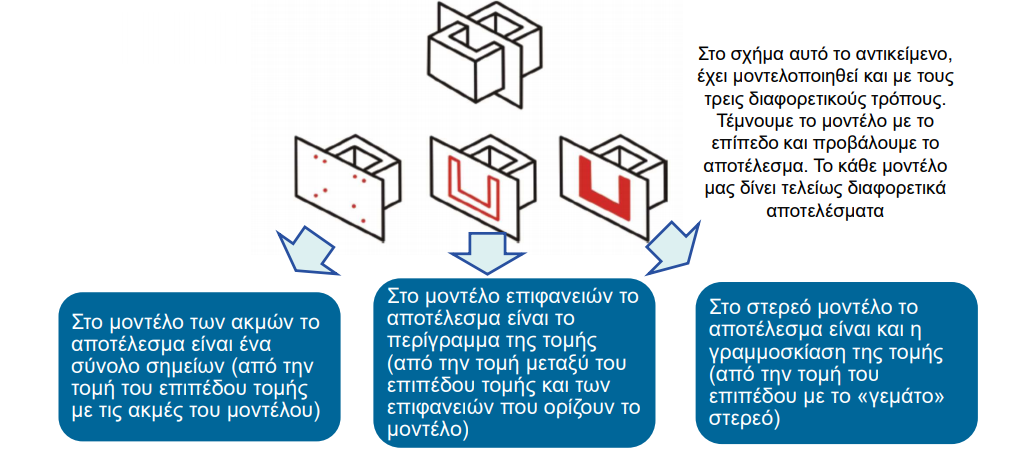 Στο σχήμα αυτό το αντικείμενο,
έχει μοντελοποιηθεί και με τους
τρεις διαφορετικούς τρόπους.
Τέμνουμε το μοντέλο με το
επίπεδο και προβάλουμε το
αποτέλεσμα. Το κάθε μοντέλο
μας δίνει τελείως διαφορετικά
αποτελέσματα
Στο μοντέλο των ακμών το
αποτέλεσμα είναι ένα
σύνολο σημείων (από την
τομή του επιπέδου τομής
με τις ακμές του μοντέλου)
Στο μοντέλο επιφανειών το
αποτέλεσμα είναι το
περίγραμμα της τομής
(από την τομή μεταξύ του
επιπέδου τομής και των
επιφανειών που ορίζουν το
μοντέλο)
Στο στερεό μοντέλο το
αποτέλεσμα είναι και η
γραμμοσκίαση της τομής
(από την τομή του
επιπέδου με το «γεμάτο»
στερεό)